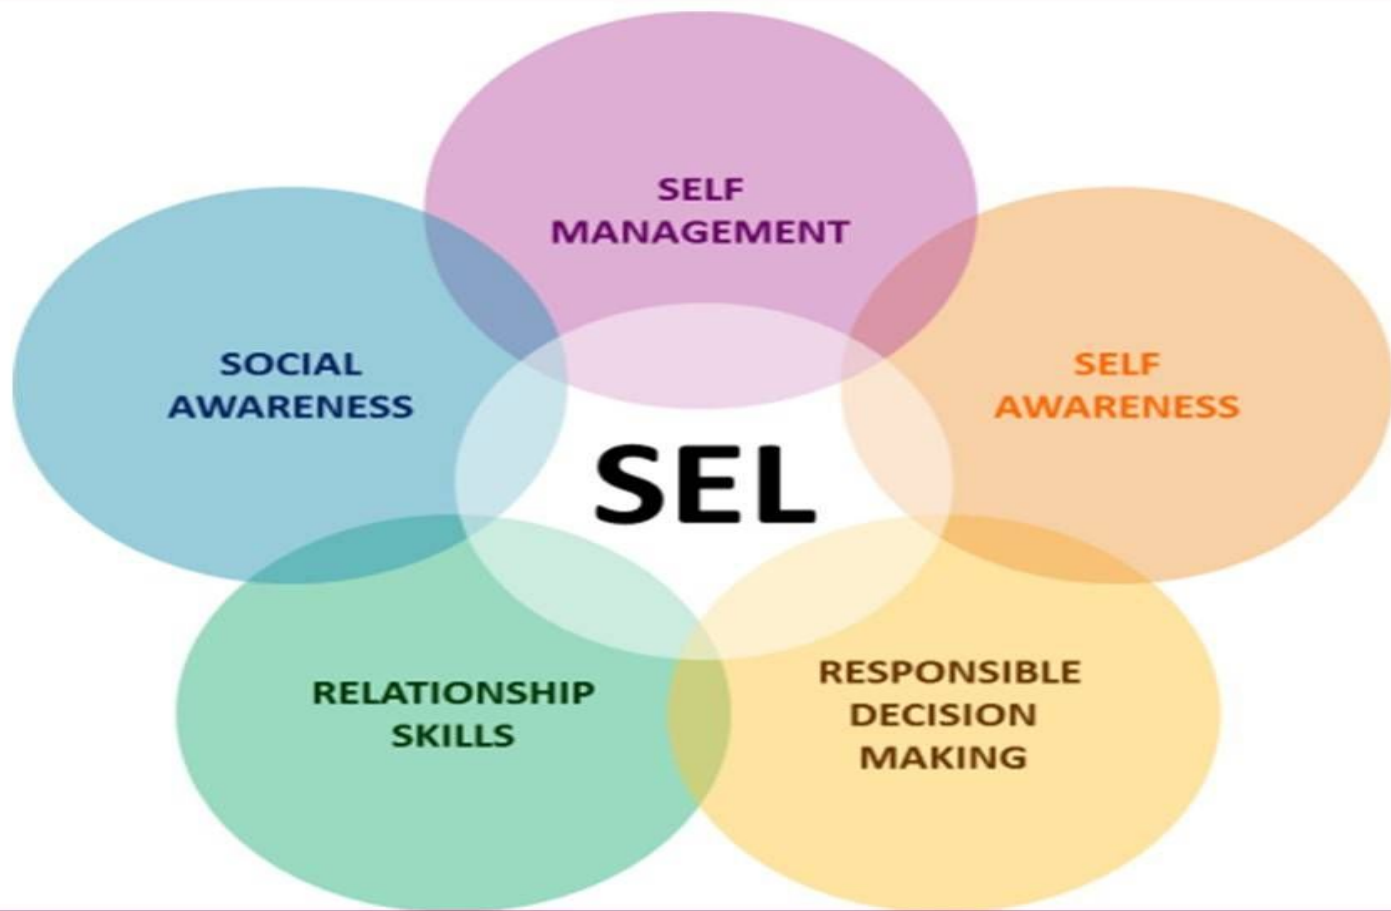 SELF
MANAGEMENT
SOCIAL
AWARENESS
SELF
AWARENESS
SEL
RELATIONSHIP
SKILLS
RESPONSIBLE
DECISION
MAKING